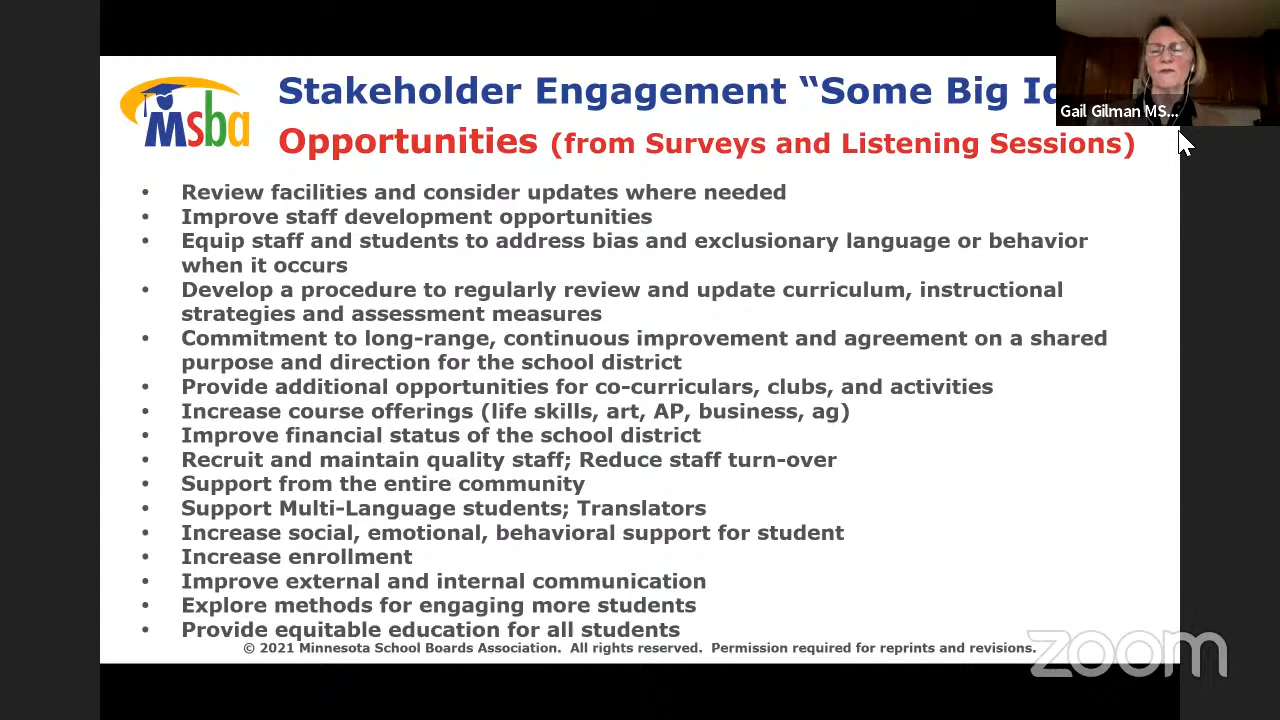 msba
Stakeholder Engagement “Some Big
Gail Gilman MS...
Opportunities (from Surveys and Listening Sessions)
• Review facilities and consider updates where needed
• Improve staff development opportunities
• Equip staff and students to address bias and exclusionary language or behavior
when it occurs
• Develop a procedure to regularly review and update curriculum, instructional
strategies and assessment measures
• Commitment to long-range, continuous improvement and agreement on a shared
purpose and direction for the school district
• Provide additional opportunities for co-curriculars, clubs, and activities
• Increase course offerings (life skills, art, AP, business, ag)
• Improve financial status of the school district
• Recruit and maintain quality staff; Reduce staff turn-over
• Support from the entire community
• Support Multi-Language students; Translators
• Increase social, emotional, behavioral support for student
• Increase enrollment
• Improve external and internal communication
• Explore methods for engaging more students
• Provide equitable education for all students
© 2021 Minnesota School Boards Association. All rights reserved. Permission required for reprints and revisions.
zoom